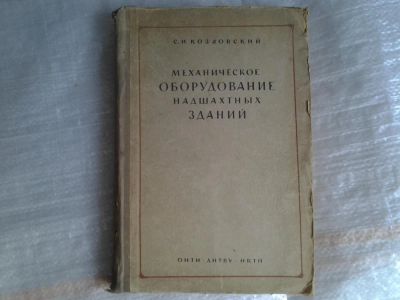 С. Н. КОЗЛОВСКИЙ
МЕХАНИЧЕСКОЕ
ОБОРУДОВАНИЕ
НАДШАХТНЫХ
ЗДАНИЙ
ОНТИ · ДНТВУ · НКТП